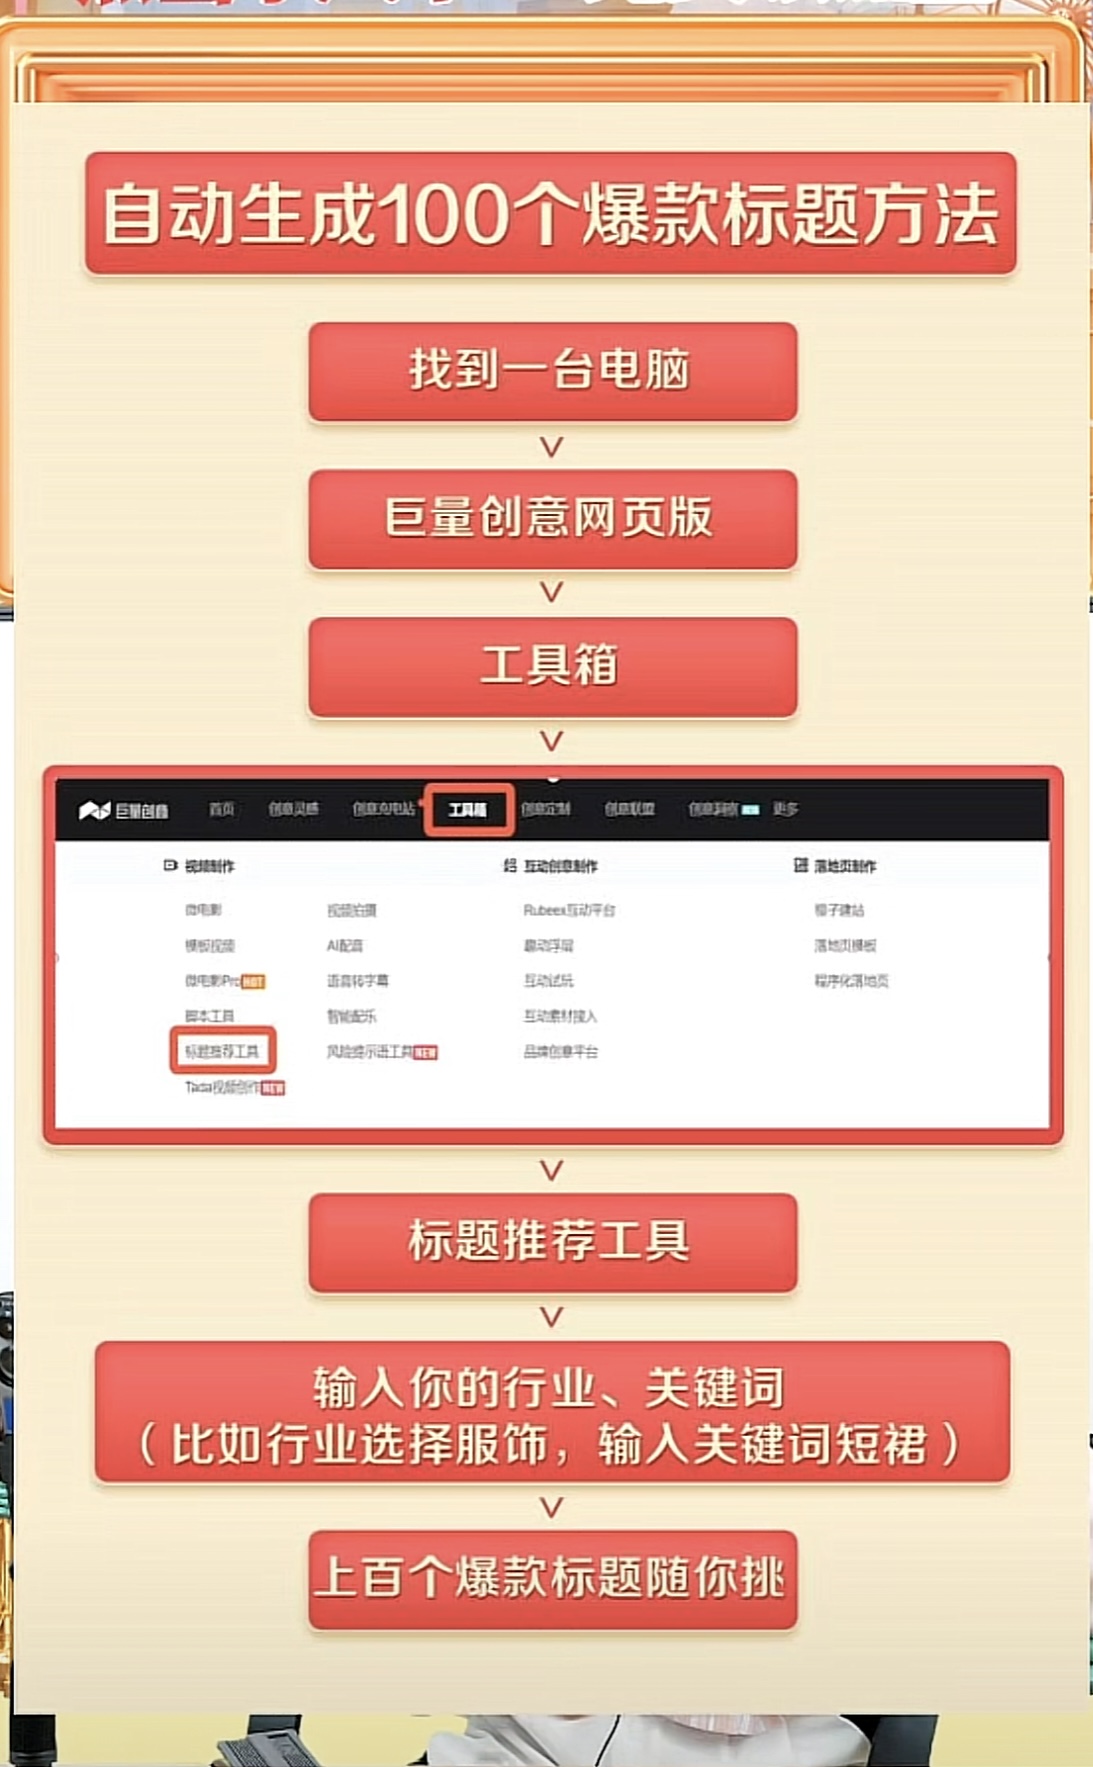 自动生成100个爆款标题方法
找到一台电脑
巨量创意网页版
工具箱
巨量创意 首页 创意灵感 创意充电站 工具箱 创意定制 创意联盟 创意洞察 更多
视频制作 互动创意制作 落地页制作
微电影 视频拍摄 Rubeex互动平台 橙子建站
模板视频 AI配音 落地页模板
微电影Pro HOT 语音转字幕 互动试玩 程序化落地页
脚本工具 智能配乐 互动素材接入
标题推荐工具 风险提示语工具 NEW 品牌创意平台
Tada视频创作 NEW
标题推荐工具
输入你的行业、关键词
（比如行业选择服饰，输入关键词短裙）
上百个爆款标题随你挑